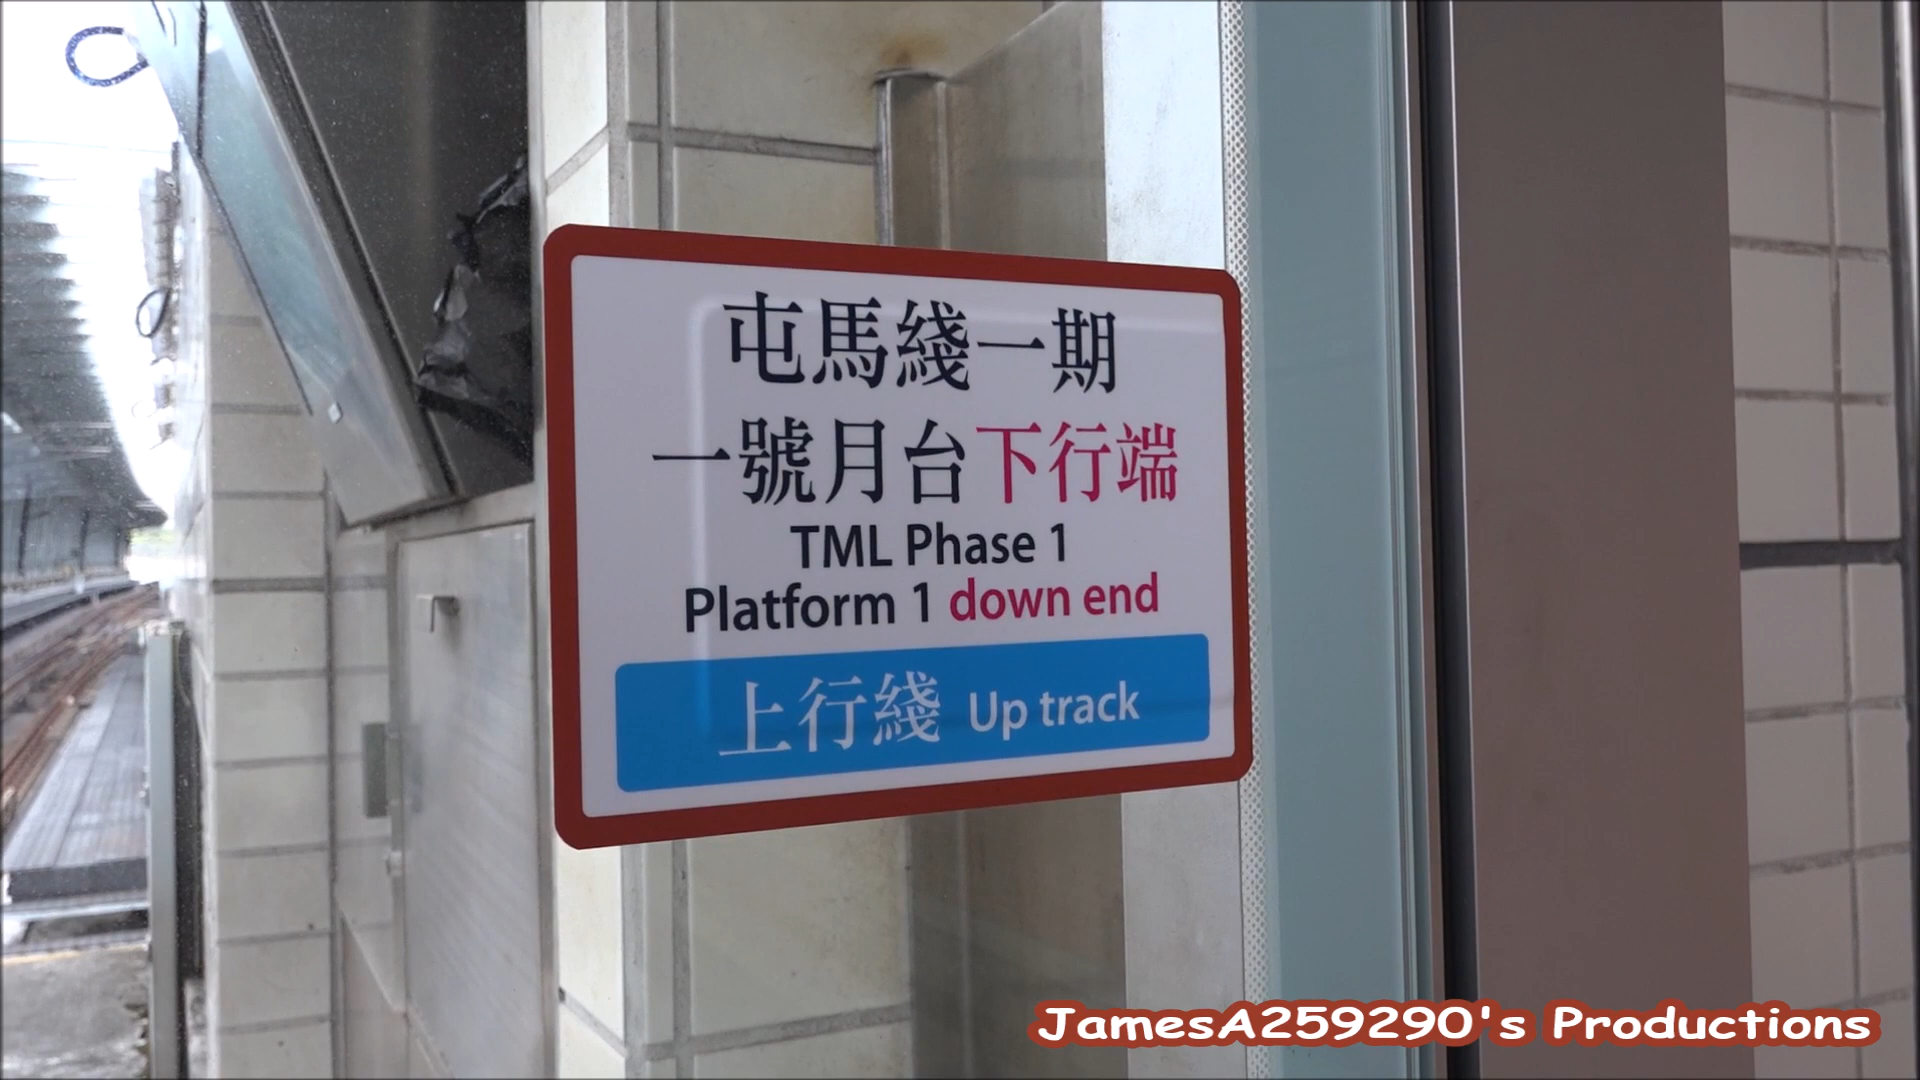 屯馬綫一期
一號月台下行端
TML Phase 1
Platform 1 down end
上行綫 Up track
JamesA259290's Productions